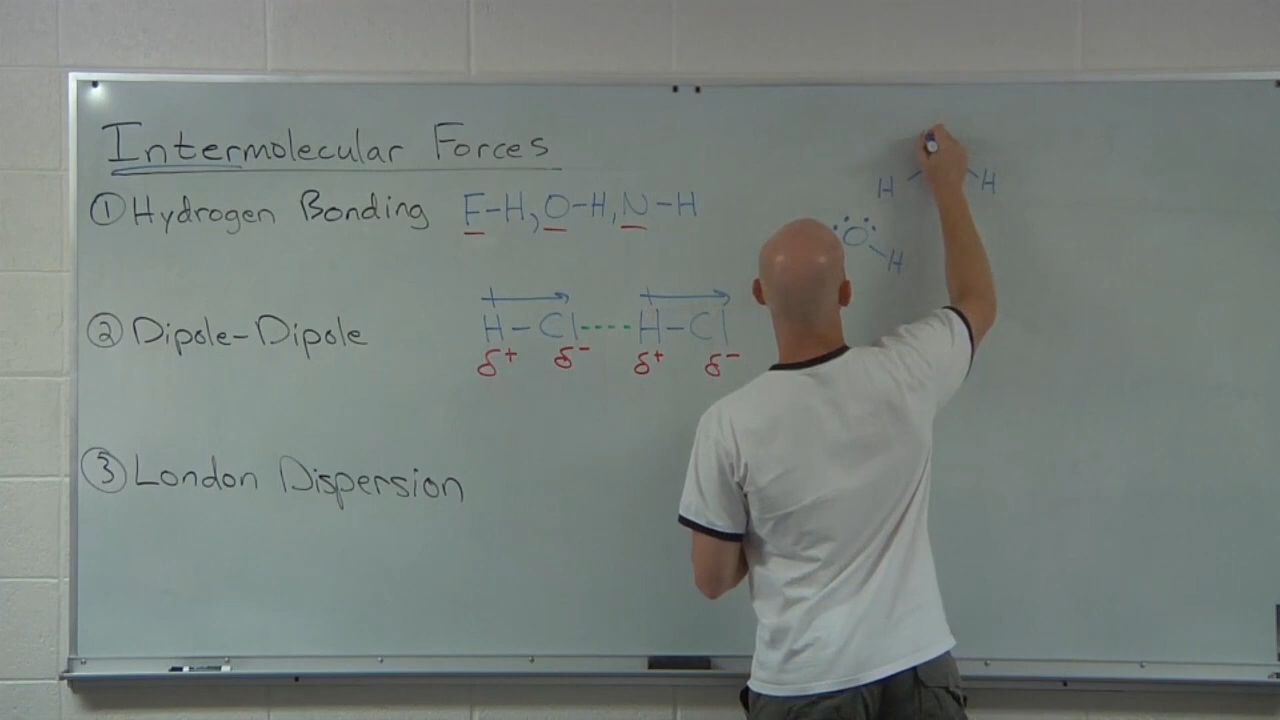 Intermolecular Forces
① Hydrogen Bonding F-H, O-H, N-H
② Dipole-Dipole H-Cl----H-Cl
δ+ δ- δ+ δ-
③ London Dispersion
H H
O
H